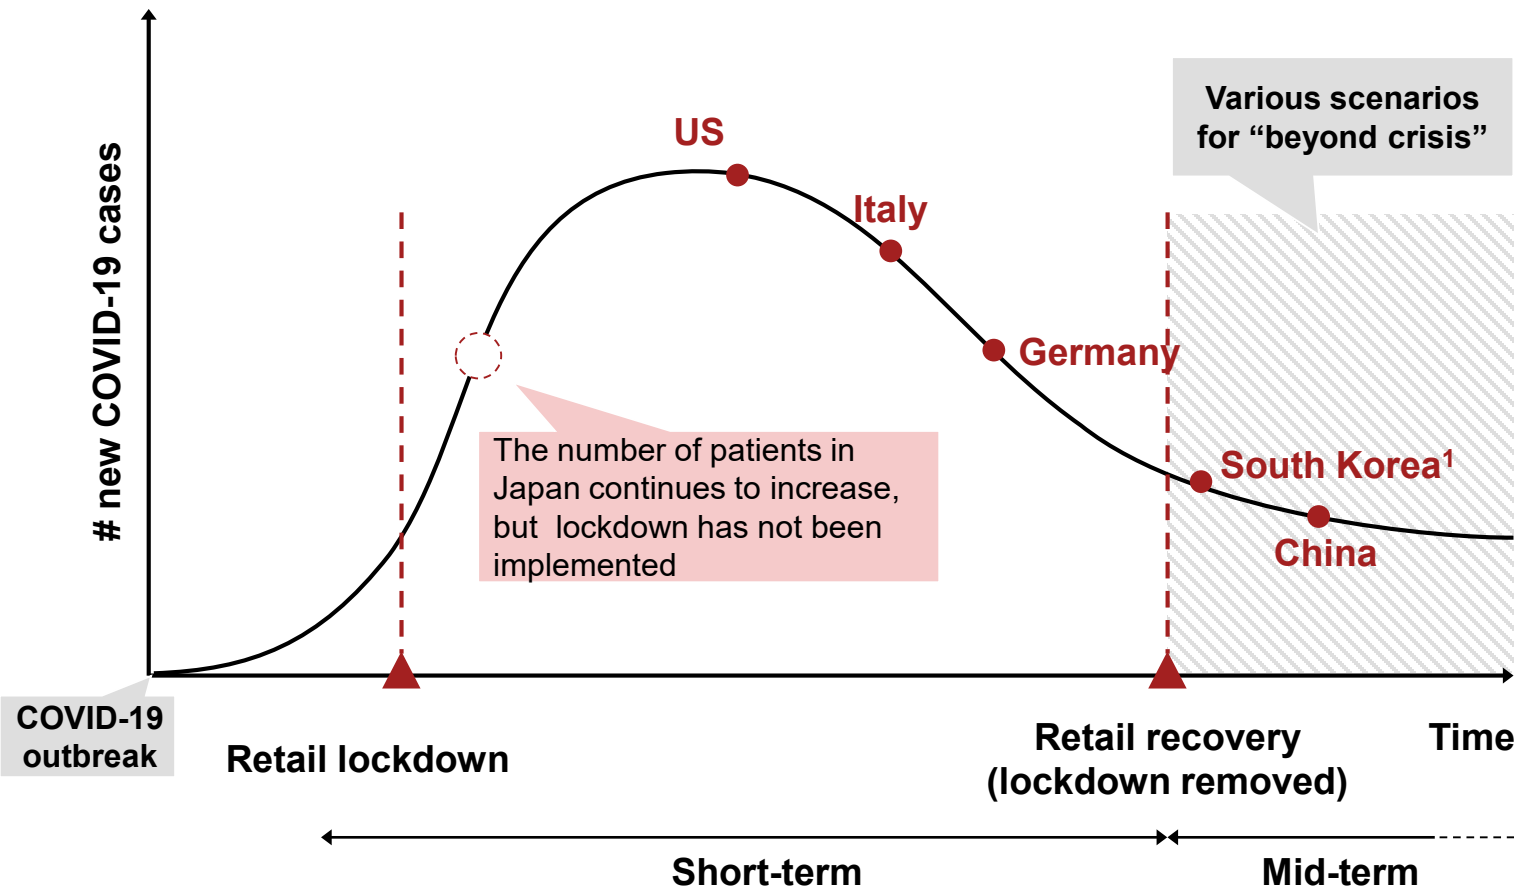 Various scenarios
for “beyond crisis”
US
Italy
# new COVID-19 cases
Germany
The number of patients in
Japan continues to increase,
but  lockdown has not been
implemented
South Korea¹
China
COVID-19
outbreak
Retail lockdown
Retail recovery
(lockdown removed)
Time
Short-term
Mid-term